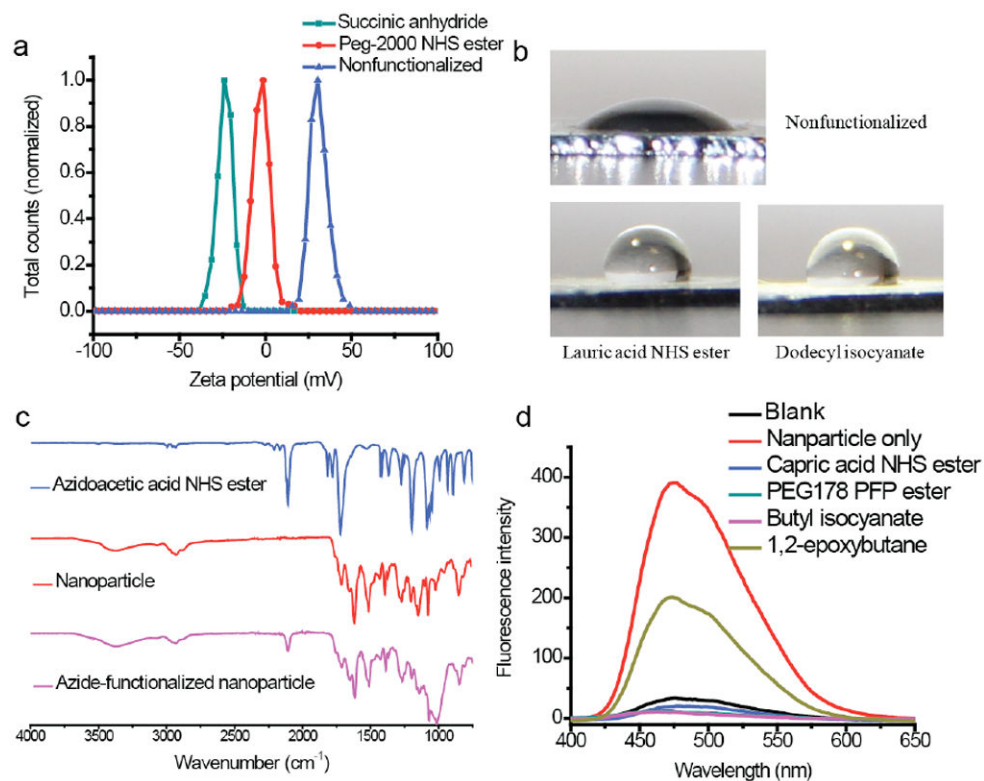 a
Succinic anhydride
Peg-2000 NHS ester
Nonfunctionalized
Total counts (normalized)
1.0
0.8
0.6
0.4
0.2
0.0
-100 -50 0 50 100
Zeta potential (mV)
b
Nonfunctionalized
Lauric acid NHS ester Dodecyl isocyanate
c
Azidoacetic acid NHS ester
Nanoparticle
Azide-functionalized nanoparticle
4000 3500 3000 2500 2000 1500 1000
Wavenumber (cm-1)
d
Blank
Nanparticle only
Capric acid NHS ester
PEG178 PFP ester
Butyl isocyanate
1,2-epoxybutane
Fluorescence intensity
400
300
200
100
0
400 450 500 550 600 650
Wavelength (nm)